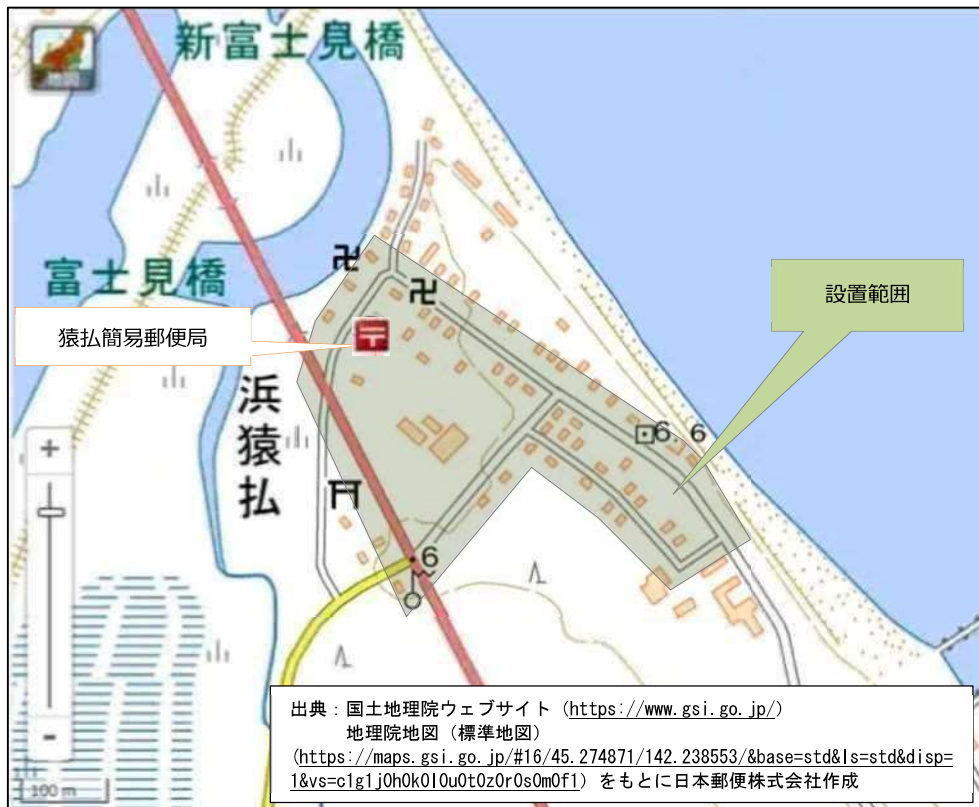 新富士見橋
地図
富士見橋
設置範囲
猿払簡易郵便局
浜猿払
6.6
6
+
-
100 m
出典：国土地理院ウェブサイト（https://www.gsi.go.jp/）
地理院地図（標準地図）
（https://maps.gsi.go.jp/#16/45.274871/142.238553/&base=std&ls=std&disp=
1&vs=c1g1j0h0k0l0u0t0z0r0s0m0f1）をもとに日本郵便株式会社作成